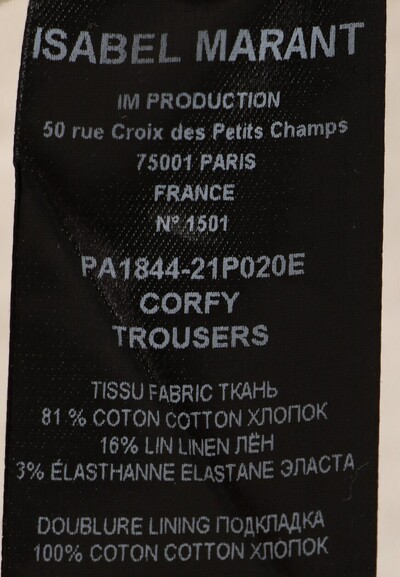 ISABEL MARANT
IM PRODUCTION
50 rue Croix des Petits Champs
75001 PARIS
FRANCE
N° 1501
PA1844-21P020E
CORFY
TROUSERS
TISSU FABRIC ТКАНЬ
81 % COTON COTTON ХЛОПОК
16% LIN LINEN ЛЁН
3% ÉLASTHANNE ELASTANE ЭЛАСТА
DOUBLURE LINING ПОДКЛАДКА
100% COTON COTTON ХЛОПОК